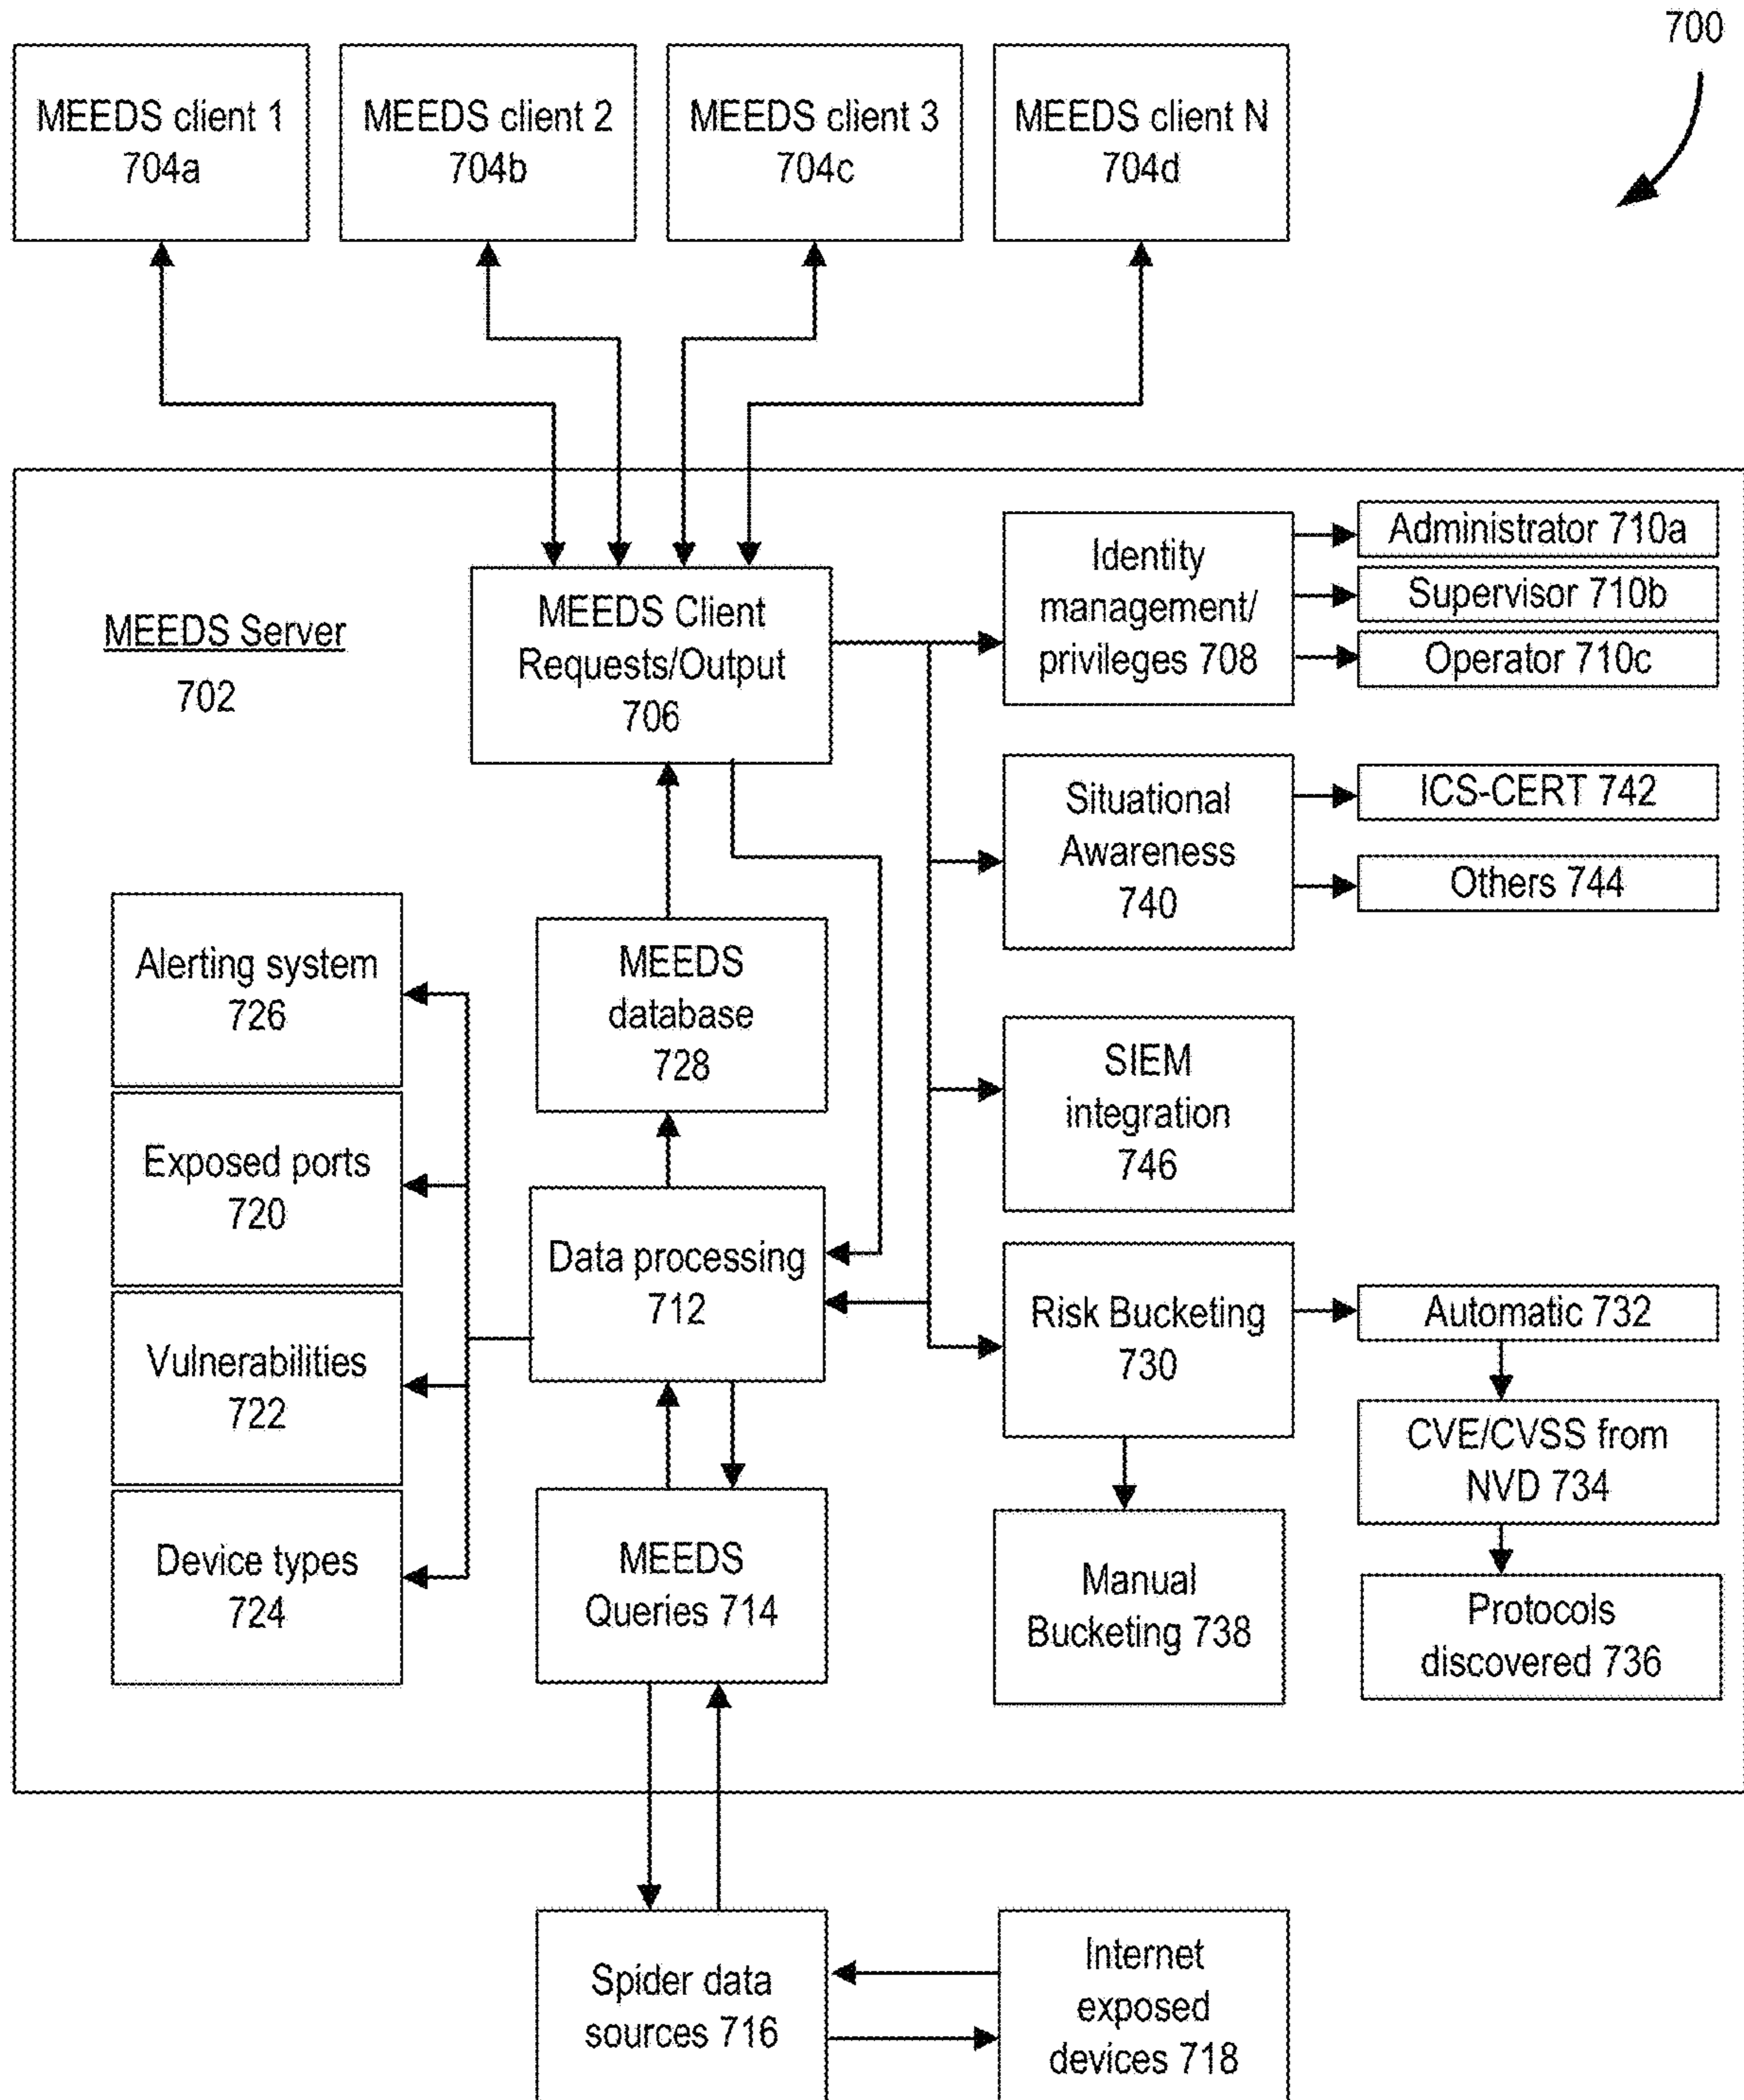 700
MEEDS client 1
704a
MEEDS client 2
704b
MEEDS client 3
704c
MEEDS client N
704d
MEEDS Server
702
MEEDS Client
Requests/Output
706
Identity
management/
privileges 708
Administrator 710a
Supervisor 710b
Operator 710c
Situational
Awareness
740
ICS-CERT 742
Others 744
Alerting system
726
MEEDS
database
728
SIEM
integration
746
Exposed ports
720
Data processing
712
Risk Bucketing
730
Automatic 732
Vulnerabilities
722
CVE/CVSS from
NVD 734
Device types
724
MEEDS
Queries 714
Manual
Bucketing 738
Protocols
discovered 736
Spider data
sources 716
Internet
exposed
devices 718